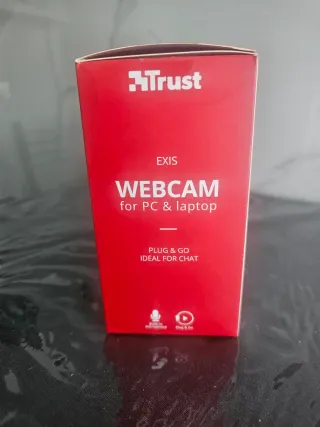 Trust
EXIS
WEBCAM
for PC & laptop
PLUG & GO
IDEAL FOR CHAT